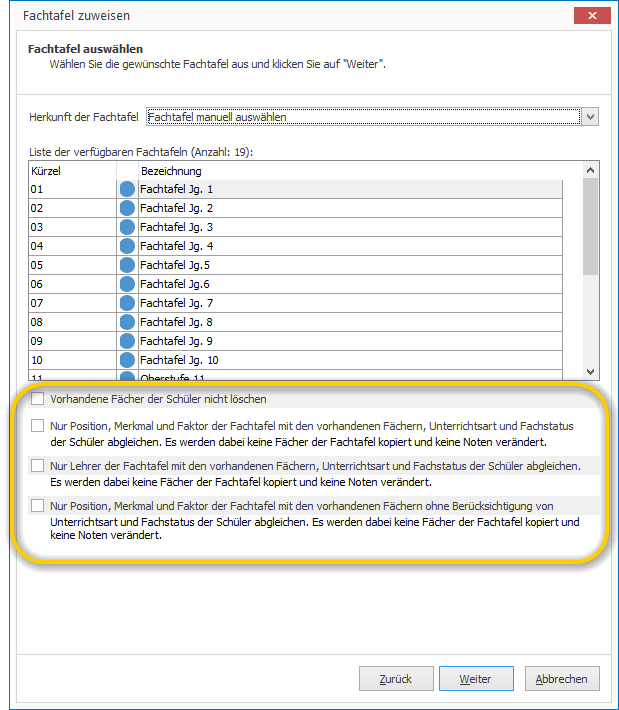 Fachtafel zuweisen
Fachtafel auswählen
Wählen Sie die gewünschte Fachtafel aus und klicken Sie auf "Weiter".
Herkunft der Fachtafel Fachtafel manuell auswählen
Liste der verfügbaren Fachtafeln (Anzahl: 19):
Kürzel Bezeichnung
01 Fachtafel Jg. 1
02 Fachtafel Jg. 2
03 Fachtafel Jg. 3
04 Fachtafel Jg. 4
05 Fachtafel Jg.5
06 Fachtafel Jg.6
07 Fachtafel Jg. 7
08 Fachtafel Jg. 8
09 Fachtafel Jg. 9
10 Fachtafel Jg. 10
11 Oberstufe 11
Vorhandene Fächer der Schüler nicht löschen
Nur Position, Merkmal und Faktor der Fachtafel mit den vorhandenen Fächern, Unterrichtsart und Fachstatus
der Schüler abgleichen. Es werden dabei keine Fächer der Fachtafel kopiert und keine Noten verändert.
Nur Lehrer der Fachtafel mit den vorhandenen Fächern, Unterrichtsart und Fachstatus der Schüler abgleichen.
Es werden dabei keine Fächer der Fachtafel kopiert und keine Noten verändert.
Nur Position, Merkmal und Faktor der Fachtafel mit den vorhandenen Fächern ohne Berücksichtigung von
Unterrichtsart und Fachstatus der Schüler abgleichen. Es werden dabei keine Fächer der Fachtafel kopiert und
keine Noten verändert.
Zurück Weiter Abbrechen